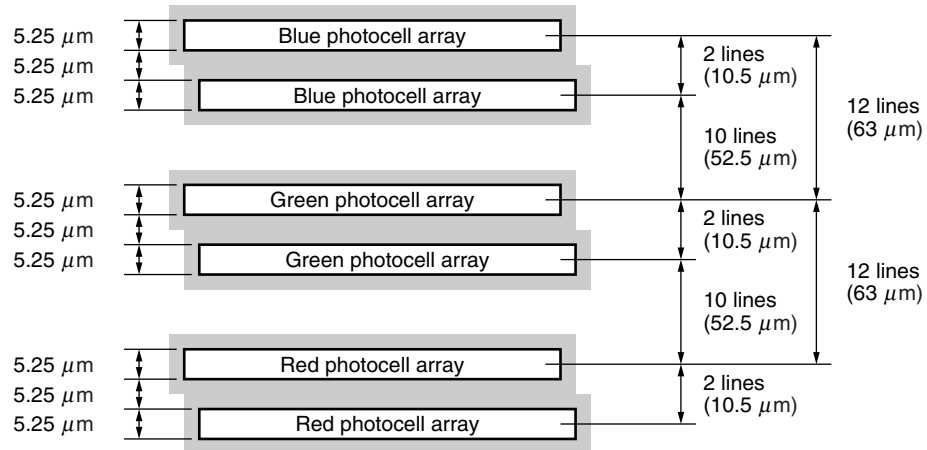 5.25 μm
5.25 μm
5.25 μm
Blue photocell array
Blue photocell array
2 lines
(10.5 μm)
10 lines
(52.5 μm)
12 lines
(63 μm)
5.25 μm
5.25 μm
5.25 μm
Green photocell array
Green photocell array
2 lines
(10.5 μm)
10 lines
(52.5 μm)
12 lines
(63 μm)
5.25 μm
5.25 μm
5.25 μm
Red photocell array
Red photocell array
2 lines
(10.5 μm)